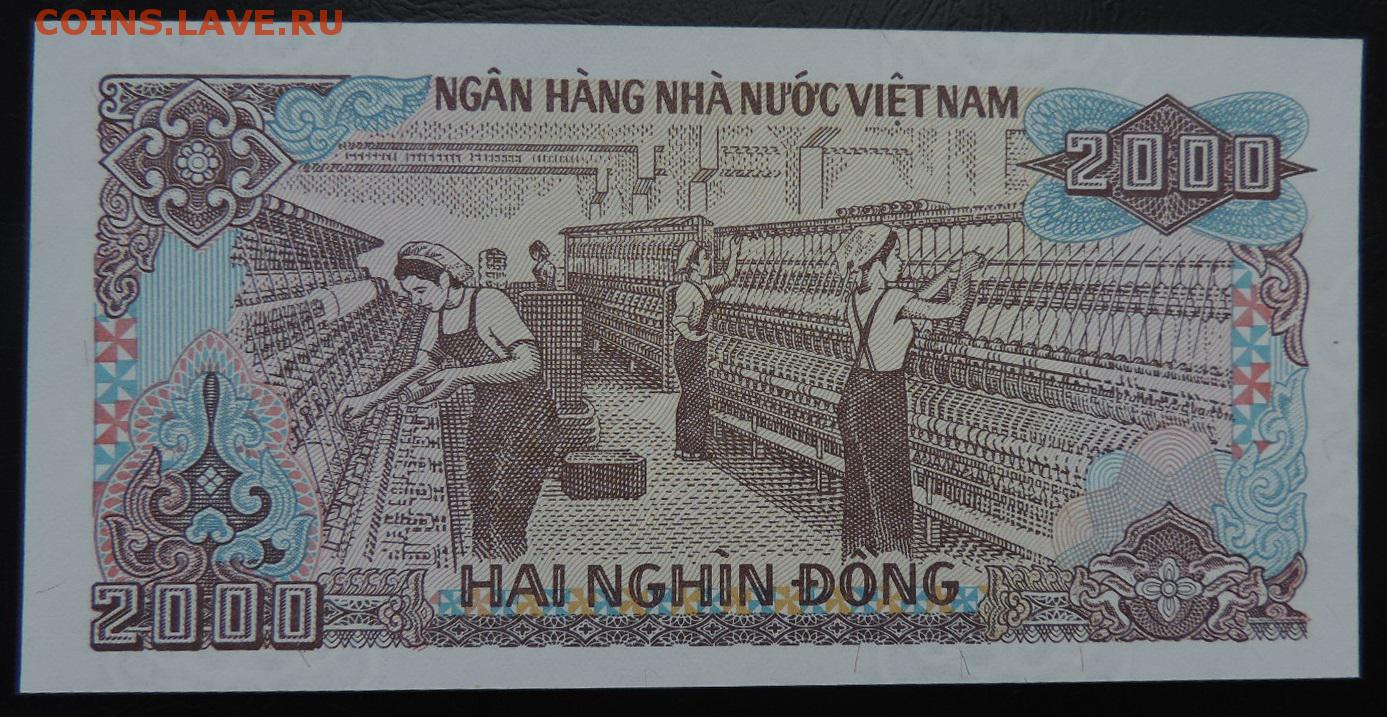 COINS.LAVE.RU
NGÂN HÀNG NHÀ NƯỚC VIỆT NAM
2000
HAI NGHÌN ĐỒNG
2000